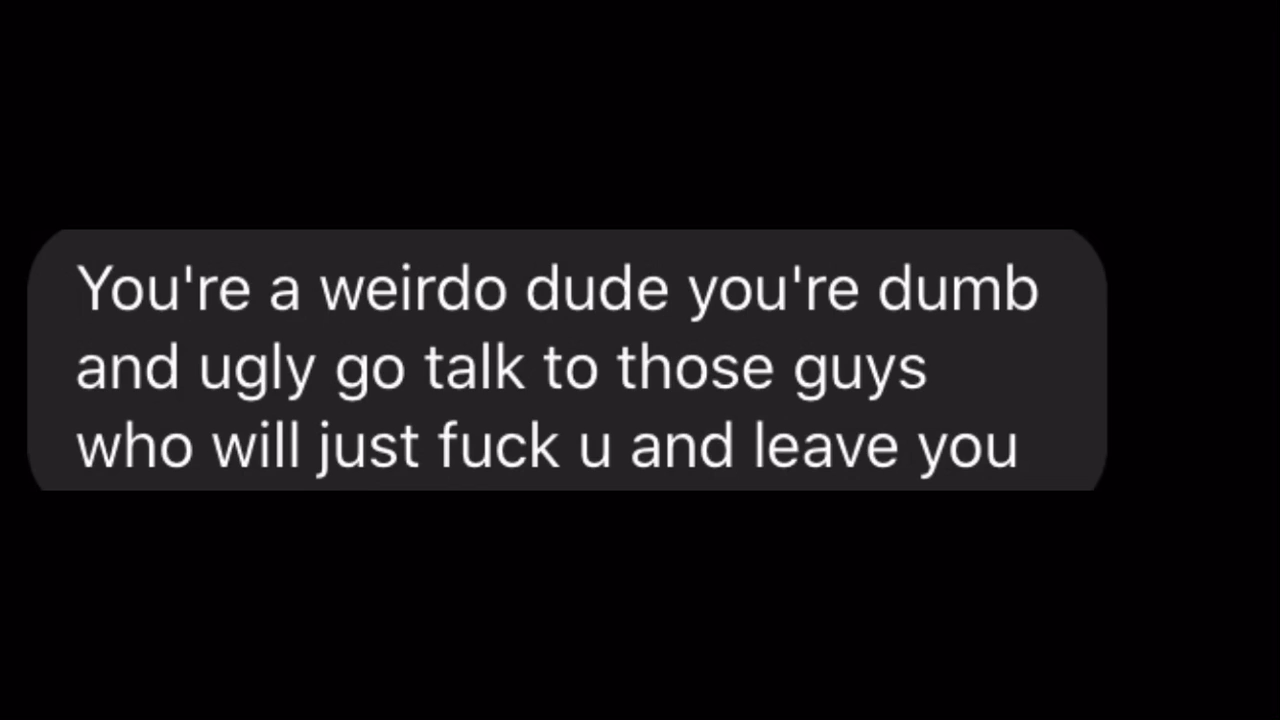 You're a weirdo dude you're dumb
and ugly go talk to those guys
who will just fuck u and leave you